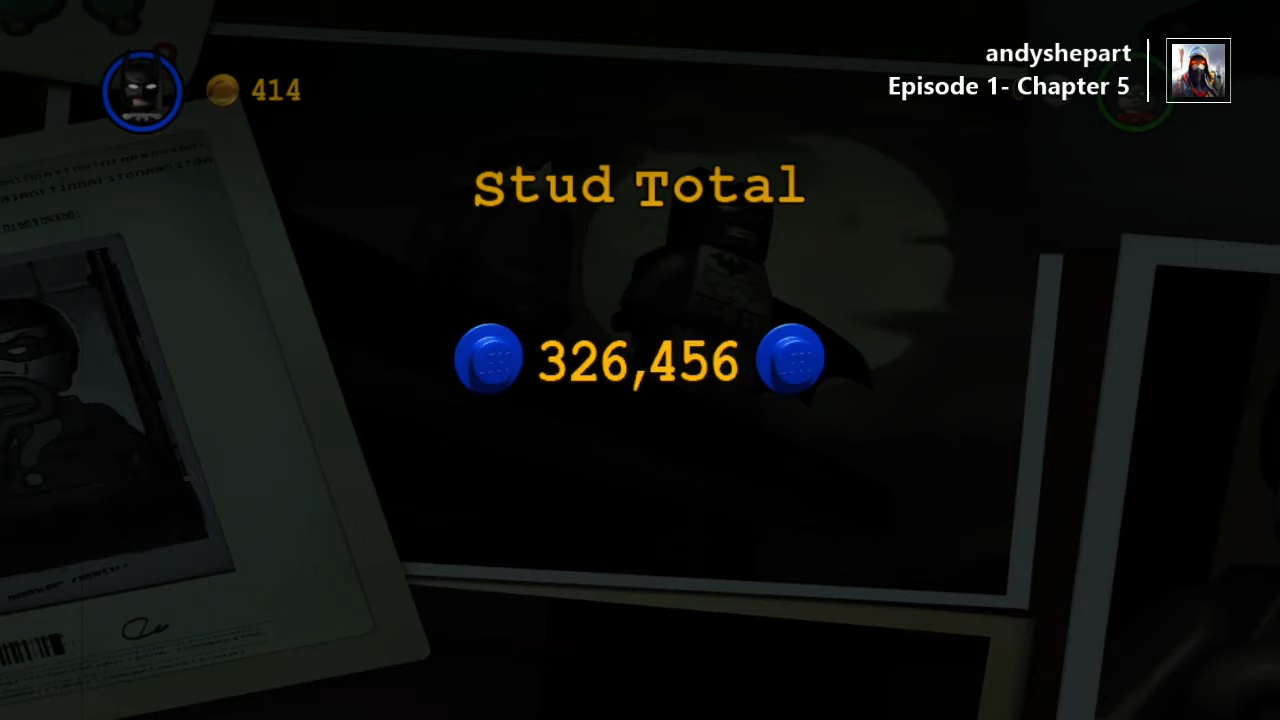 andyshepart
Episode 1- Chapter 5
414
Stud Total
326,456